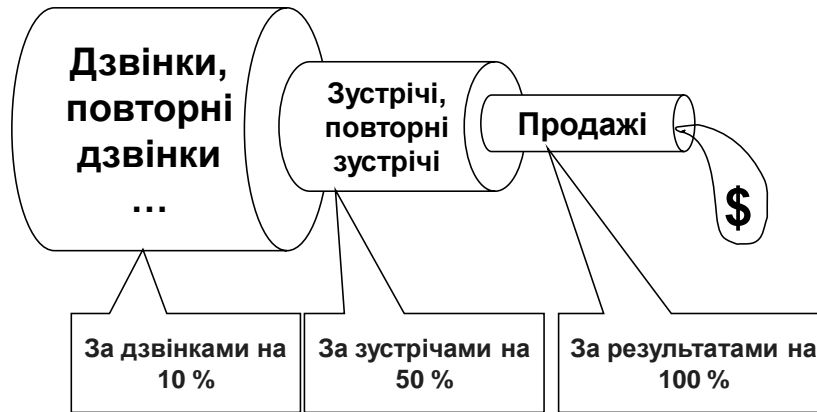 Дзвінки,
повторні
дзвінки
…
Зустрічі,
повторні
зустрічі
Продажі
$
За дзвінками на
10 %
За зустрічами на
50 %
За результатами на
100 %